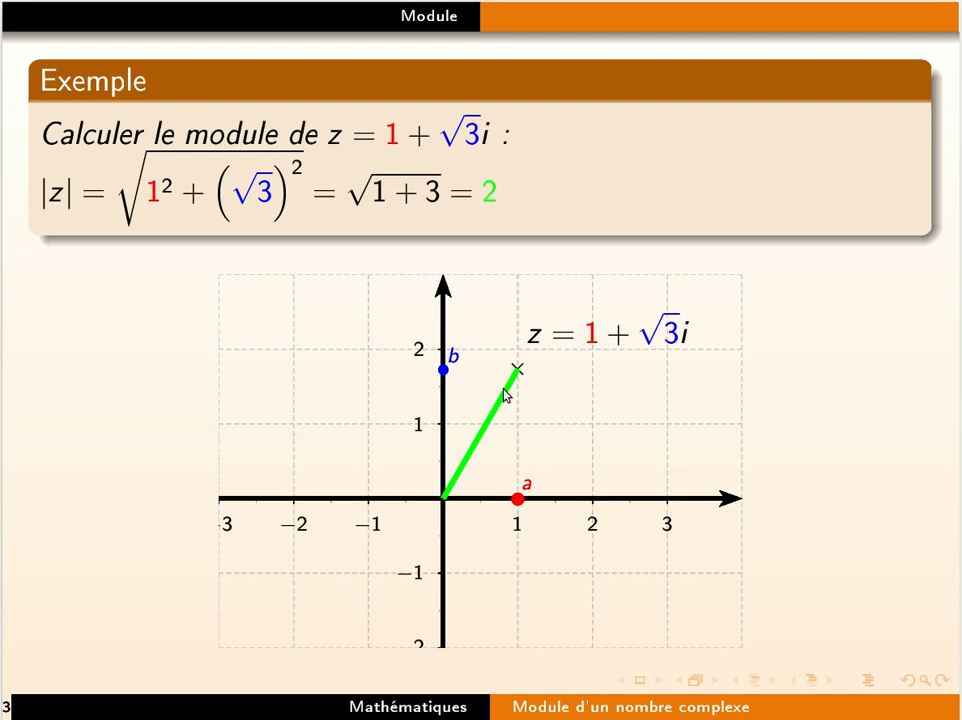 Module
Exemple
Calculer le module de z = 1 + √3i :
|z| = √(1² + (√3)²) = √(1 + 3) = 2
z = 1 + √3i
2
b
1
a
3 −2 −1 1 2 3
−1
2
3
Mathématiques Module d'un nombre complexe